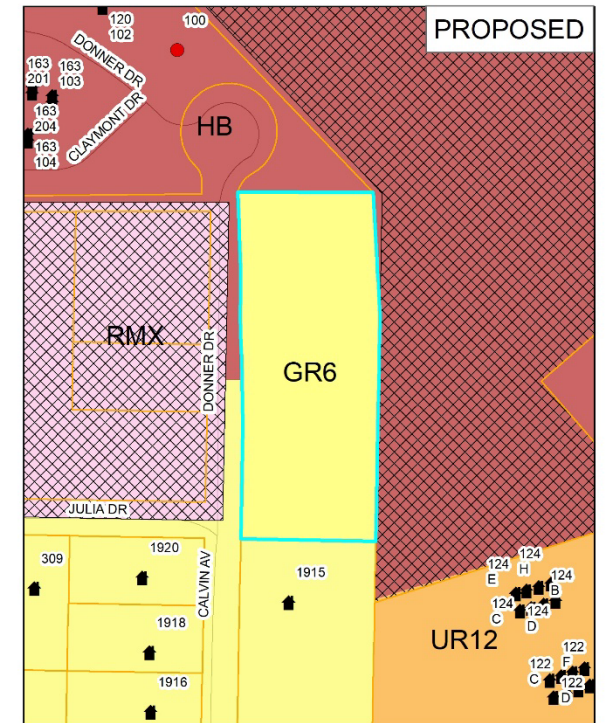 PROPOSED
120
102
100
DONNER DR
163
201
163
103
163
204
163
104
CLAYMONT DR
HB
RMX
DONNER DR
GR6
JULIA DR
CALVIN AV
309
1920
1915
1918
1916
124
E
124
H
124
B
124
C
124
D
UR12
122
F
122
C
122
D